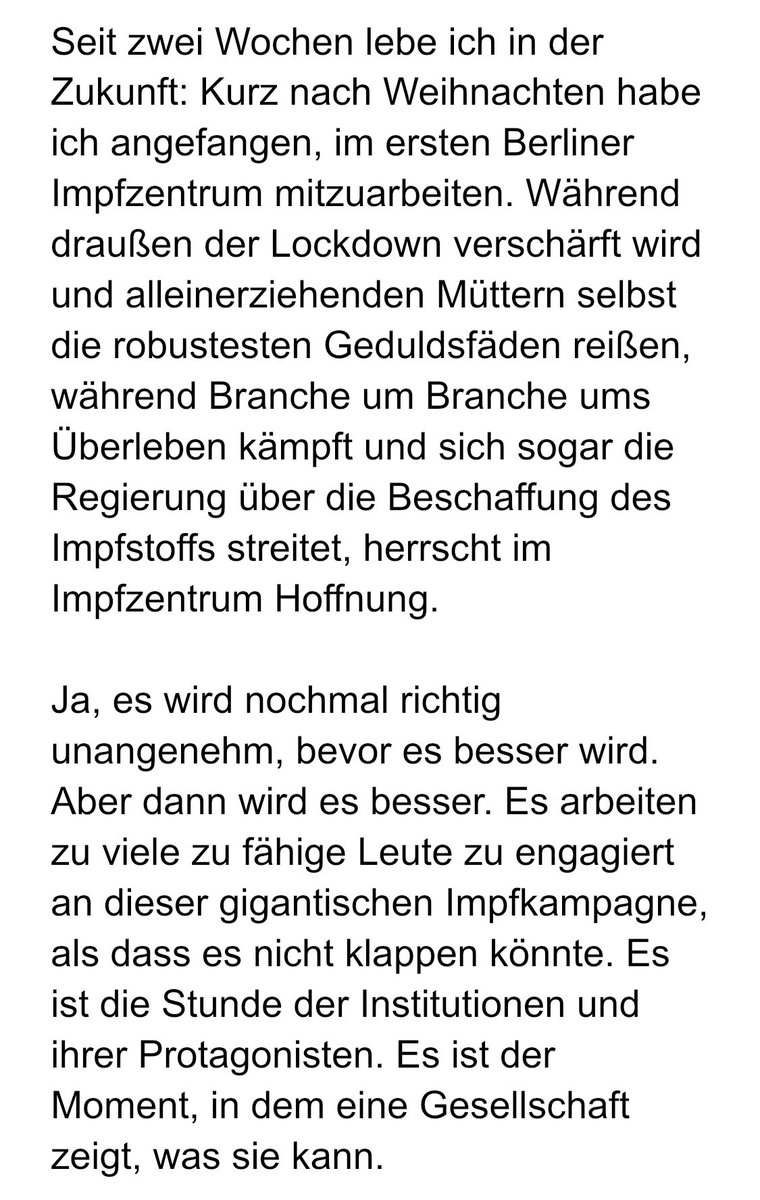 Seit zwei Wochen lebe ich in der
Zukunft: Kurz nach Weihnachten habe
ich angefangen, im ersten Berliner
Impfzentrum mitzuarbeiten. Während
draußen der Lockdown verschärft wird
und alleinerziehenden Müttern selbst
die robustesten Geduldsfäden reißen,
während Branche um Branche ums
Überleben kämpft und sich sogar die
Regierung über die Beschaffung des
Impfstoffs streitet, herrscht im
Impfzentrum Hoffnung.

Ja, es wird nochmal richtig
unangenehm, bevor es besser wird.
Aber dann wird es besser. Es arbeiten
zu viele zu fähige Leute zu engagiert
an dieser gigantischen Impfkampagne,
als dass es nicht klappen könnte. Es
ist die Stunde der Institutionen und
ihrer Protagonisten. Es ist der
Moment, in dem eine Gesellschaft
zeigt, was sie kann.